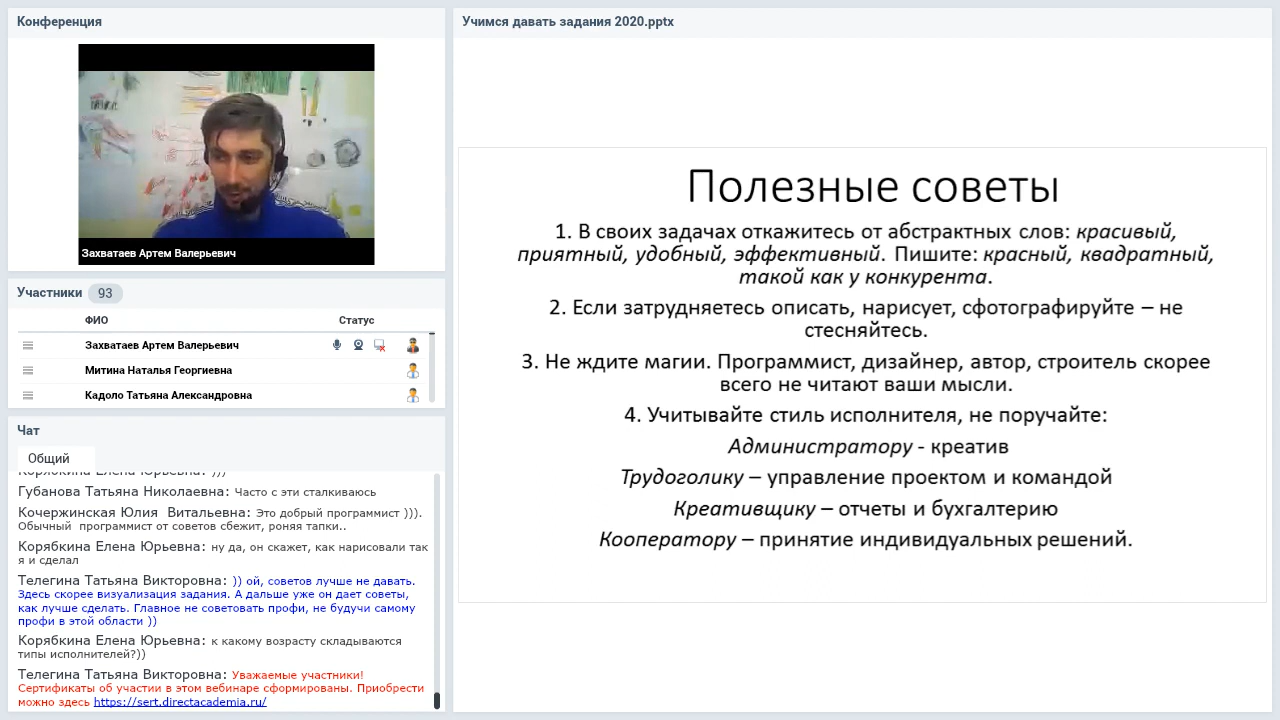 Конференция
Захватаев Артем Валерьевич
Участники 93
ФИО Статус
Захватаев Артем Валерьевич
Митина Наталья Георгиевна
Кадоло Татьяна Александровна
Чат
Общий
Корябкина Елена Юрьевна: )))
Губанова Татьяна Николаевна: Часто с эти сталкиваюсь
Кочержинская Юлия Витальевна: Это добрый программист ))).
Обычный программист от советов сбежит, роняя тапки..
Корябкина Елена Юрьевна: ну да, он скажет, как нарисовали так
я и сделал
Телегина Татьяна Викторовна: )) ой, советов лучше не давать.
Здесь скорее визуализация задания. А дальше уже он дает советы,
как лучше сделать. Главное не советовать профи, не будучи самому
профи в этой области ))
Корябкина Елена Юрьевна: к какому возрасту складываются
типы исполнителей?))
Телегина Татьяна Викторовна: Уважаемые участники!
Сертификаты об участии в этом вебинаре сформированы. Приобрести
можно здесь https://sert.directacademia.ru/
Учимся давать задания 2020.pptx
Полезные советы
1. В своих задачах откажитесь от абстрактных слов: красивый,
приятный, удобный, эффективный. Пишите: красный, квадратный,
такой как у конкурента.
2. Если затрудняетесь описать, нарисует, сфотографируйте – не
стесняйтесь.
3. Не ждите магии. Программист, дизайнер, автор, строитель скорее
всего не читают ваши мысли.
4. Учитывайте стиль исполнителя, не поручайте:
Администратору - креатив
Трудоголику – управление проектом и командой
Креативщику – отчеты и бухгалтерию
Кооператору – принятие индивидуальных решений.